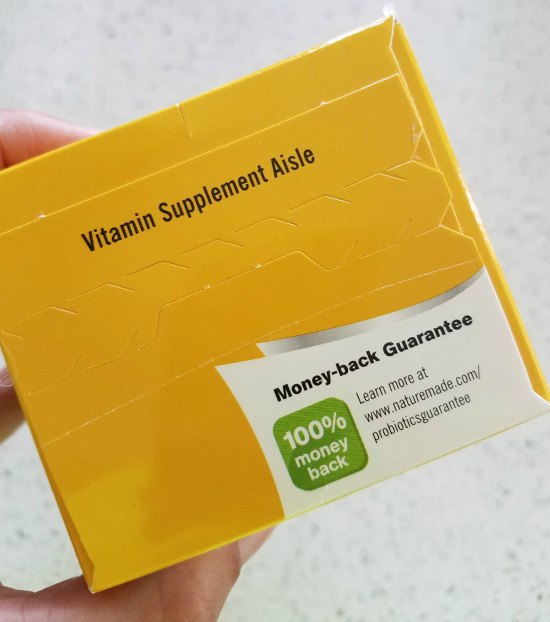 Vitamin Supplement Aisle
Money-back Guarantee
100%
money
back
Learn more at
www.naturemade.com/
probioticsguarantee